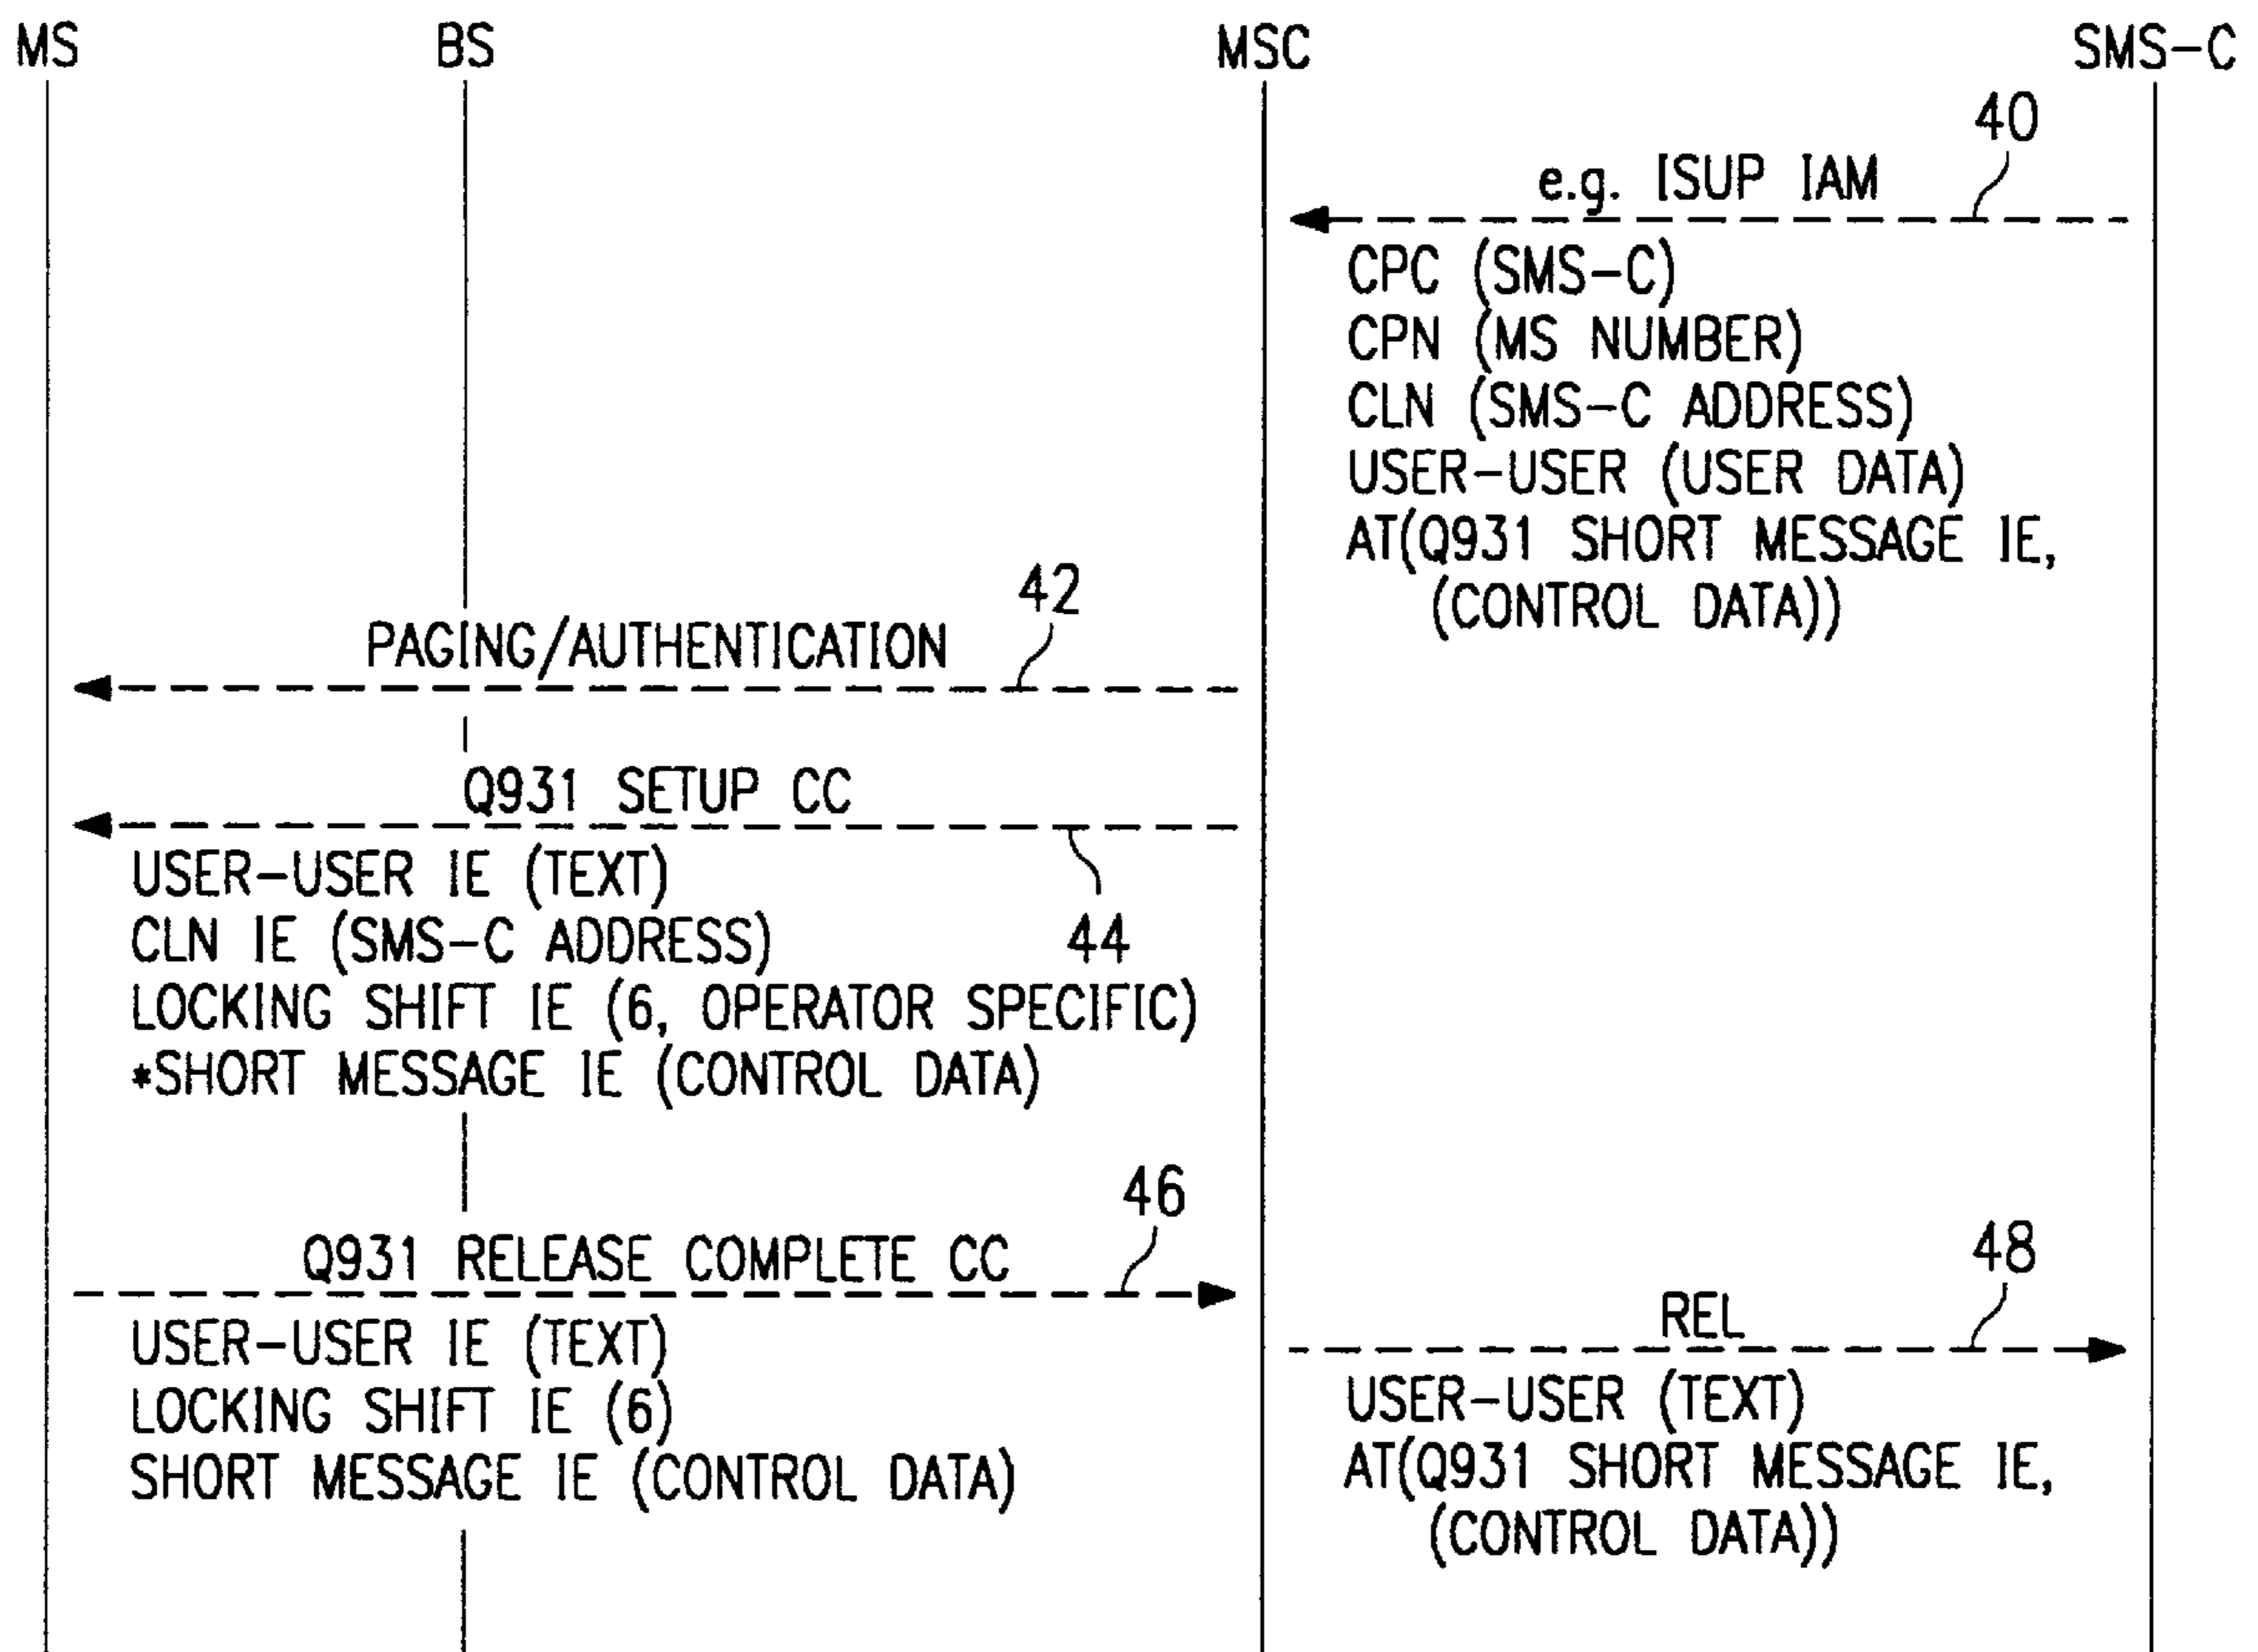 MS BS MSC SMS-C
40
e.g. ISUP IAM
CPC (SMS-C)
CPN (MS NUMBER)
CLN (SMS-C ADDRESS)
USER-USER (USER DATA)
AT(Q931 SHORT MESSAGE IE,
(CONTROL DATA))
42
PAGING/AUTHENTICATION
Q931 SETUP CC
44
USER-USER IE (TEXT)
CLN IE (SMS-C ADDRESS)
LOCKING SHIFT IE (6, OPERATOR SPECIFIC)
*SHORT MESSAGE IE (CONTROL DATA)
46
Q931 RELEASE COMPLETE CC
USER-USER IE (TEXT)
LOCKING SHIFT IE (6)
SHORT MESSAGE IE (CONTROL DATA)
48
REL
USER-USER (TEXT)
AT(Q931 SHORT MESSAGE IE,
(CONTROL DATA))